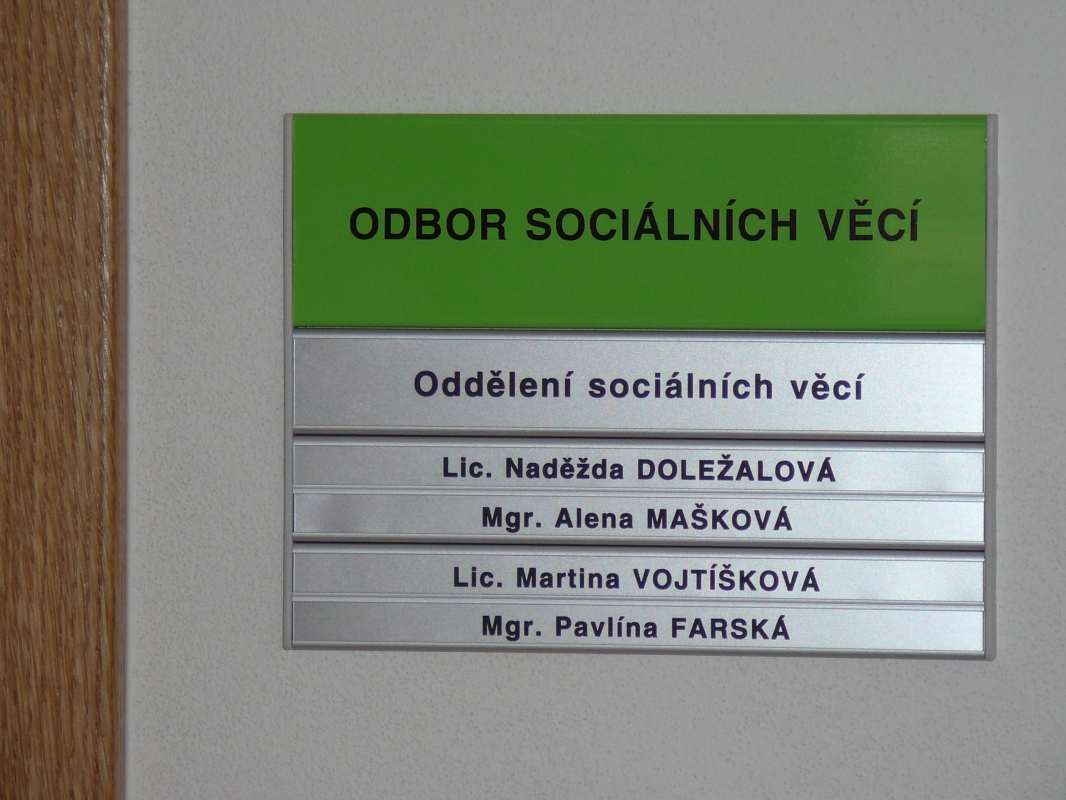 ODBOR SOCIÁLNÍCH VĚCÍ
Oddělení sociálních věcí
Lic. Naděžda DOLEŽALOVÁ
Mgr. Alena MAŠKOVÁ
Lic. Martina VOJTÍŠKOVÁ
Mgr. Pavlína FARSKÁ